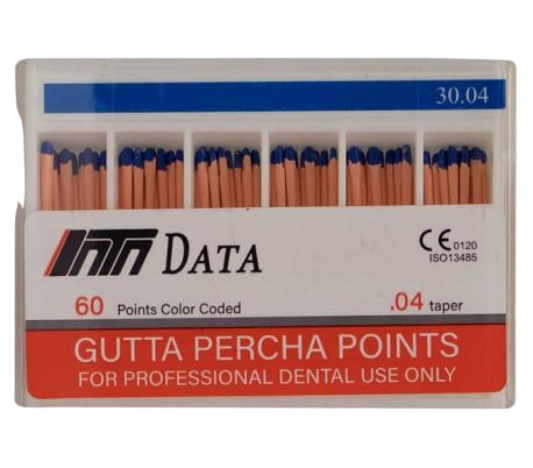 30.04
DATA
CE 0120
ISO13485
60 Points Color Coded
.04 taper
GUTTA PERCHA POINTS
FOR PROFESSIONAL DENTAL USE ONLY